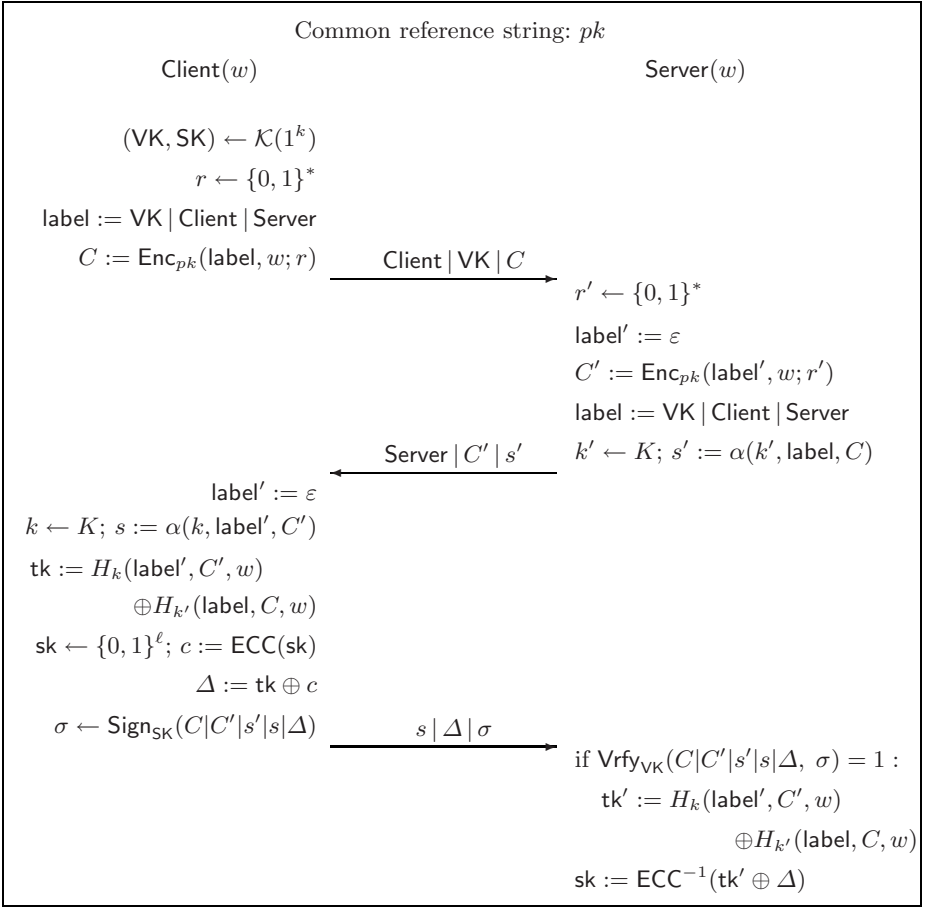 Common reference string: pk
Client(w) Server(w)
(VK, SK) ← 𝒦(1^k)
r ← {0, 1}^*
label := VK | Client | Server
C := Enc_pk(label, w; r)
Client | VK | C
r′ ← {0, 1}^*
label′ := ε
C′ := Enc_pk(label′, w; r′)
label := VK | Client | Server
k′ ← K; s′ := α(k′, label, C)
Server | C′ | s′
label′ := ε
k ← K; s := α(k, label′, C′)
tk := H_k(label′, C′, w)
⊕H_k′(label, C, w)
sk ← {0, 1}^ℓ; c := ECC(sk)
Δ := tk ⊕ c
σ ← Sign_SK(C|C′|s′|s|Δ)
s | Δ | σ
if Vrfy_VK(C|C′|s′|s|Δ, σ) = 1 :
tk′ := H_k(label′, C′, w)
⊕H_k′(label, C, w)
sk := ECC^−1(tk′ ⊕ Δ)